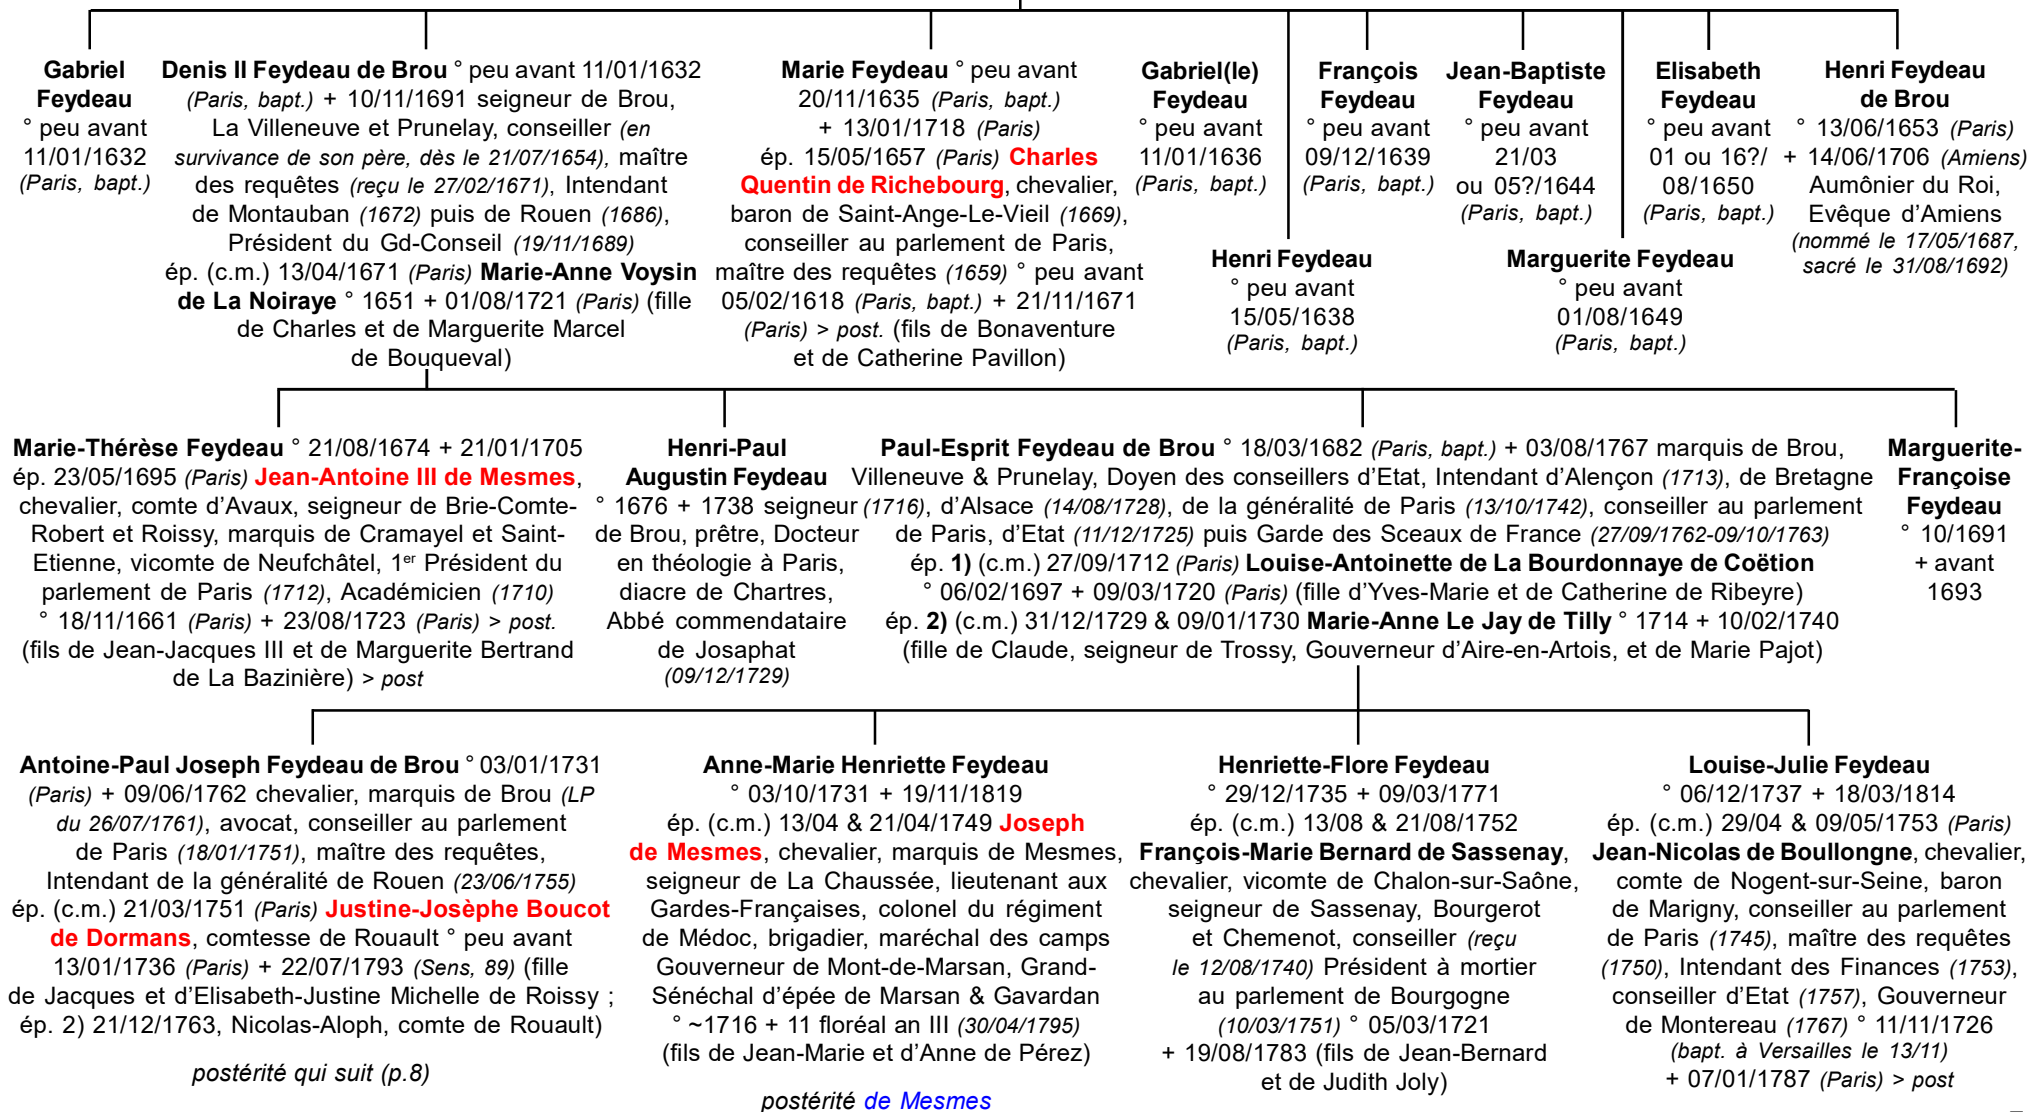 Gabriel
Feydeau
° peu avant
11/01/1632
(Paris, bapt.)
Denis II Feydeau de Brou ° peu avant 11/01/1632
(Paris, bapt.) + 10/11/1691 seigneur de Brou,
La Villeneuve et Prunelay, conseiller (en
survivance de son père, dès le 21/07/1654), maître
des requêtes (reçu le 27/02/1671), Intendant
de Montauban (1672) puis de Rouen (1686),
Président du Gd-Conseil (19/11/1689)
ép. (c.m.) 13/04/1671 (Paris) Marie-Anne Voysin
de La Noiraye ° 1651 + 01/08/1721 (Paris) (fille
de Charles et de Marguerite Marcel
de Bouqueval)
Marie Feydeau ° peu avant
20/11/1635 (Paris, bapt.)
+ 13/01/1718 (Paris)
ép. 15/05/1657 (Paris) Charles
Quentin de Richebourg, chevalier,
baron de Saint-Ange-Le-Vieil (1669),
conseiller au parlement de Paris,
maître des requêtes (1659) ° peu avant
05/02/1618 (Paris, bapt.) + 21/11/1671
(Paris) > post. (fils de Bonaventure
et de Catherine Pavillon)
Gabriel(le)
Feydeau
° peu avant
11/01/1636
(Paris, bapt.)
Henri Feydeau
° peu avant
15/05/1638
(Paris, bapt.)
François
Feydeau
° peu avant
09/12/1639
(Paris, bapt.)
Jean-Baptiste
Feydeau
° peu avant
21/03
ou 05?/1644
(Paris, bapt.)
Marguerite Feydeau
° peu avant
01/08/1649
(Paris, bapt.)
Elisabeth
Feydeau
° peu avant
01 ou 16?/
08/1650
(Paris, bapt.)
Henri Feydeau
de Brou
° 13/06/1653 (Paris)
+ 14/06/1706 (Amiens)
Aumônier du Roi,
Evêque d'Amiens
(nommé le 17/05/1687,
sacré le 31/08/1692)
Marie-Thérèse Feydeau ° 21/08/1674 + 21/01/1705
ép. 23/05/1695 (Paris) Jean-Antoine III de Mesmes,
chevalier, comte d'Avaux, seigneur de Brie-Comte-
Robert et Roissy, marquis de Cramayel et Saint-
Etienne, vicomte de Neufchâtel, 1er Président du
parlement de Paris (1712), Académicien (1710)
° 18/11/1661 (Paris) + 23/08/1723 (Paris) > post.
(fils de Jean-Jacques III et de Marguerite Bertrand
de La Bazinière) > post
Henri-Paul
Augustin Feydeau
° 1676 + 1738 seigneur
de Brou, prêtre, Docteur
en théologie à Paris,
diacre de Chartres,
Abbé commendataire
de Josaphat
(09/12/1729)
Paul-Esprit Feydeau de Brou ° 18/03/1682 (Paris, bapt.) + 03/08/1767 marquis de Brou,
Villeneuve & Prunelay, Doyen des conseillers d'Etat, Intendant d'Alençon (1713), de Bretagne
(1716), d'Alsace (14/08/1728), de la généralité de Paris (13/10/1742), conseiller au parlement
de Paris, d'Etat (11/12/1725) puis Garde des Sceaux de France (27/09/1762-09/10/1763)
ép. 1) (c.m.) 27/09/1712 (Paris) Louise-Antoinette de La Bourdonnaye de Coëtion
° 06/02/1697 + 09/03/1720 (Paris) (fille d'Yves-Marie et de Catherine de Ribeyre)
ép. 2) (c.m.) 31/12/1729 & 09/01/1730 Marie-Anne Le Jay de Tilly ° 1714 + 10/02/1740
(fille de Claude, seigneur de Trossy, Gouverneur d'Aire-en-Artois, et de Marie Pajot)
Marguerite-
Françoise
Feydeau
° 10/1691
+ avant
1693
Antoine-Paul Joseph Feydeau de Brou ° 03/01/1731
(Paris) + 09/06/1762 chevalier, marquis de Brou (LP
du 26/07/1761), avocat, conseiller au parlement
de Paris (18/01/1751), maître des requêtes,
Intendant de la généralité de Rouen (23/06/1755)
ép. (c.m.) 21/03/1751 (Paris) Justine-Josèphe Boucot
de Dormans, comtesse de Rouault ° peu avant
13/01/1736 (Paris) + 22/07/1793 (Sens, 89) (fille
de Jacques et d'Elisabeth-Justine Michelle de Roissy ;
ép. 2) 21/12/1763, Nicolas-Aloph, comte de Rouault)
postérité qui suit (p.8)
Anne-Marie Henriette Feydeau
° 03/10/1731 + 19/11/1819
ép. (c.m.) 13/04 & 21/04/1749 Joseph
de Mesmes, chevalier, marquis de Mesmes,
seigneur de La Chaussée, lieutenant aux
Gardes-Françaises, colonel du régiment
de Médoc, brigadier, maréchal des camps
Gouverneur de Mont-de-Marsan, Grand-
Sénéchal d'épée de Marsan & Gavardan
° ~1716 + 11 floréal an III (30/04/1795)
(fils de Jean-Marie et d'Anne de Pérez)
postérité de Mesmes
Henriette-Flore Feydeau
° 29/12/1735 + 09/03/1771
ép. (c.m.) 13/08 & 21/08/1752
François-Marie Bernard de Sassenay,
chevalier, vicomte de Chalon-sur-Saône,
seigneur de Sassenay, Bourgerot
et Chemenot, conseiller (reçu
le 12/08/1740) Président à mortier
au parlement de Bourgogne
(10/03/1751) ° 05/03/1721
+ 19/08/1783 (fils de Jean-Bernard
et de Judith Joly)
Louise-Julie Feydeau
° 06/12/1737 + 18/03/1814
ép. (c.m.) 29/04 & 09/05/1753 (Paris)
Jean-Nicolas de Boullongne, chevalier,
comte de Nogent-sur-Seine, baron
de Marigny, conseiller au parlement
de Paris (1745), maître des requêtes
(1750), Intendant des Finances (1753),
conseiller d'Etat (1757), Gouverneur
de Montereau (1767) ° 11/11/1726
(bapt. à Versailles le 13/11)
+ 07/01/1787 (Paris) > post